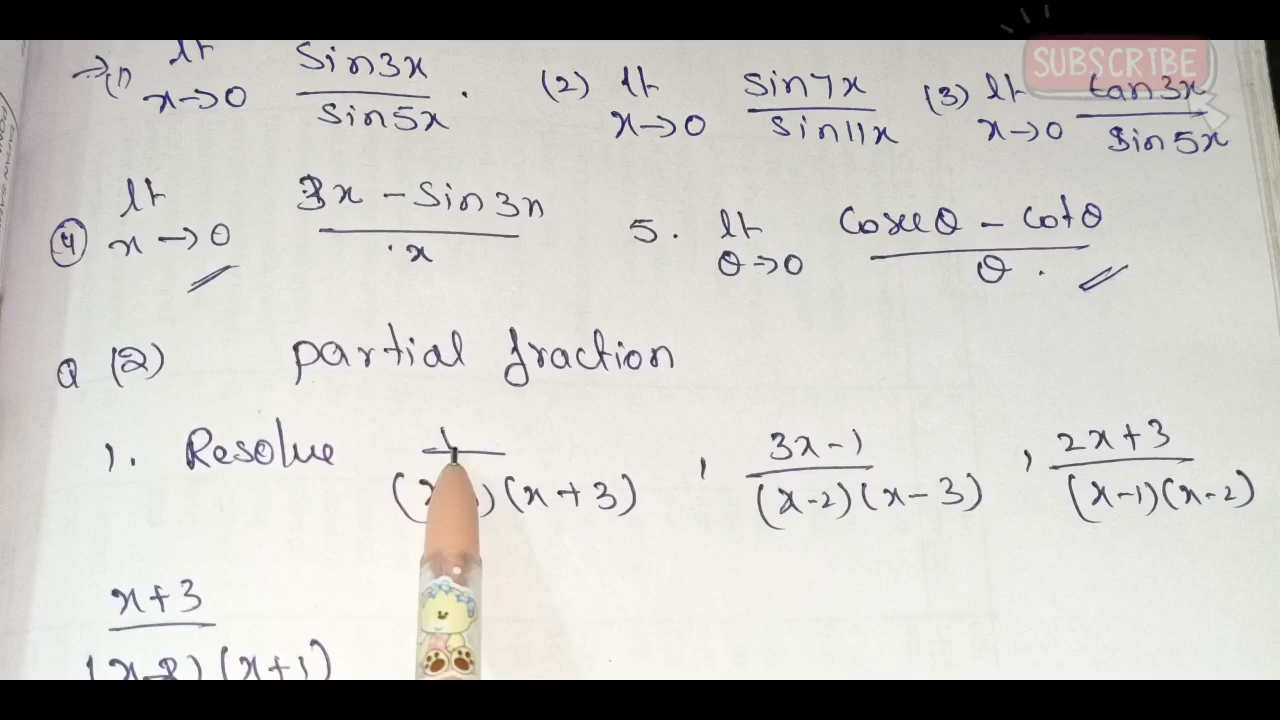 SUBSCRIBE
→(1) lt x→0 Sin3x / Sin5x . (2) lt x→0 Sin7x / Sin11x (3) lt x→0 tan3x / Sin5x
(4) lt x→0 3x - Sin3x / x 5. lt θ→0 Cosecθ - Cotθ / θ .
Q (2) partial fraction
1. Resolve 1 / ( )(x+3) , 3x-1 / (x-2)(x-3) , 2x+3 / (x-1)(x-2)
x+3 / (x- )(x+1)